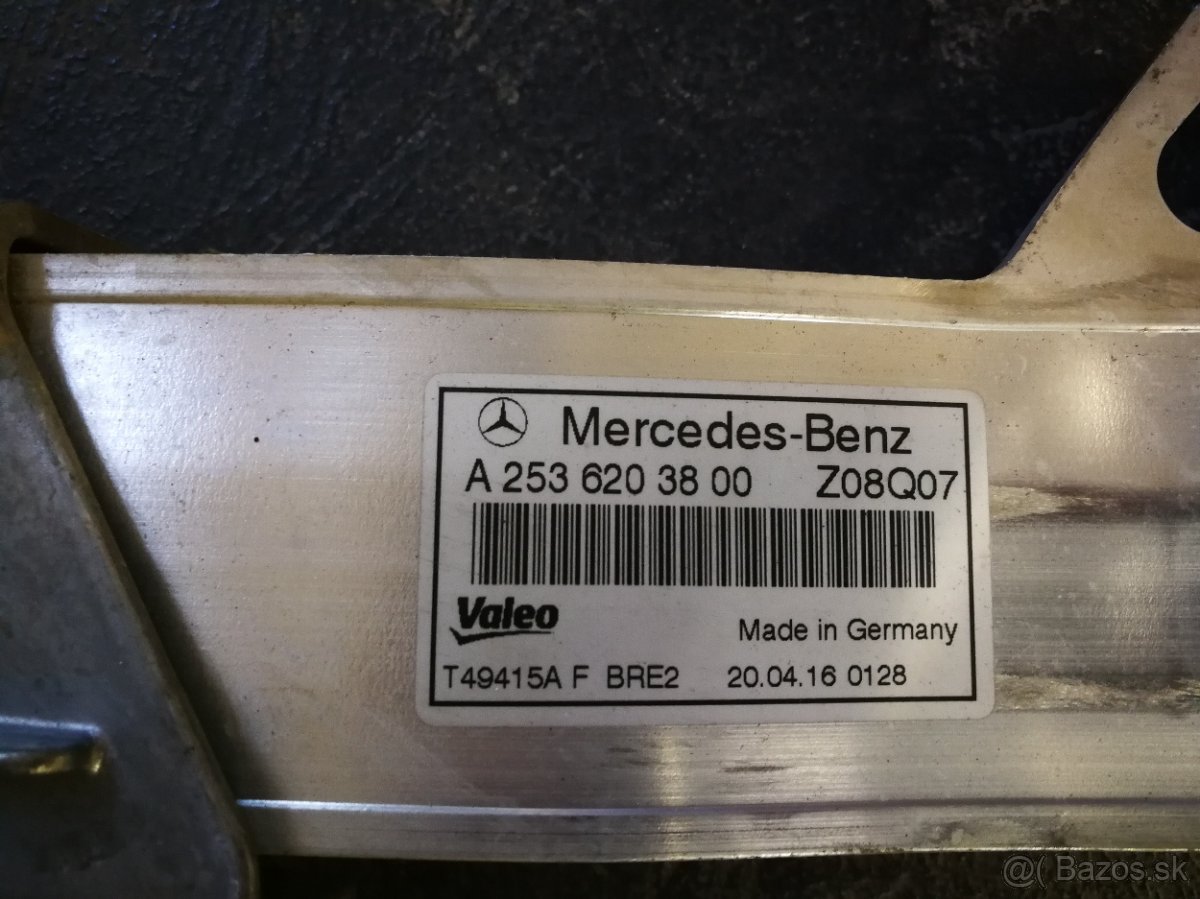 Mercedes-Benz
A 253 620 38 00 Z08Q07
Valeo
Made in Germany
T49415A F BRE2 20.04.16 0128
@( Bazos.sk